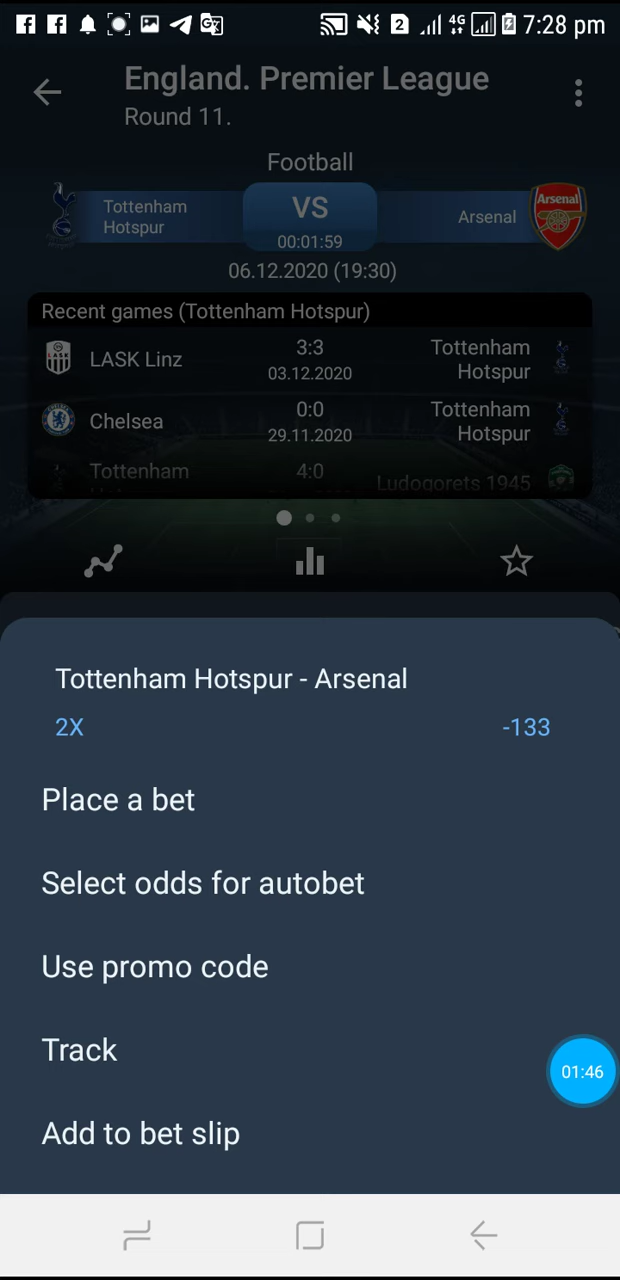 2 4G 7:28 pm
England. Premier League
Round 11.
Football
Tottenham
Hotspur
VS
Arsenal
Arsenal
00:01:59
06.12.2020 (19:30)
Recent games (Tottenham Hotspur)
LASK Linz 3:3 Tottenham
03.12.2020 Hotspur
Chelsea 0:0 Tottenham
29.11.2020 Hotspur
Tottenham 4:0 Ludogorets 1945
Tottenham Hotspur - Arsenal
2X -133
Place a bet
Select odds for autobet
Use promo code
Track
01:46
Add to bet slip